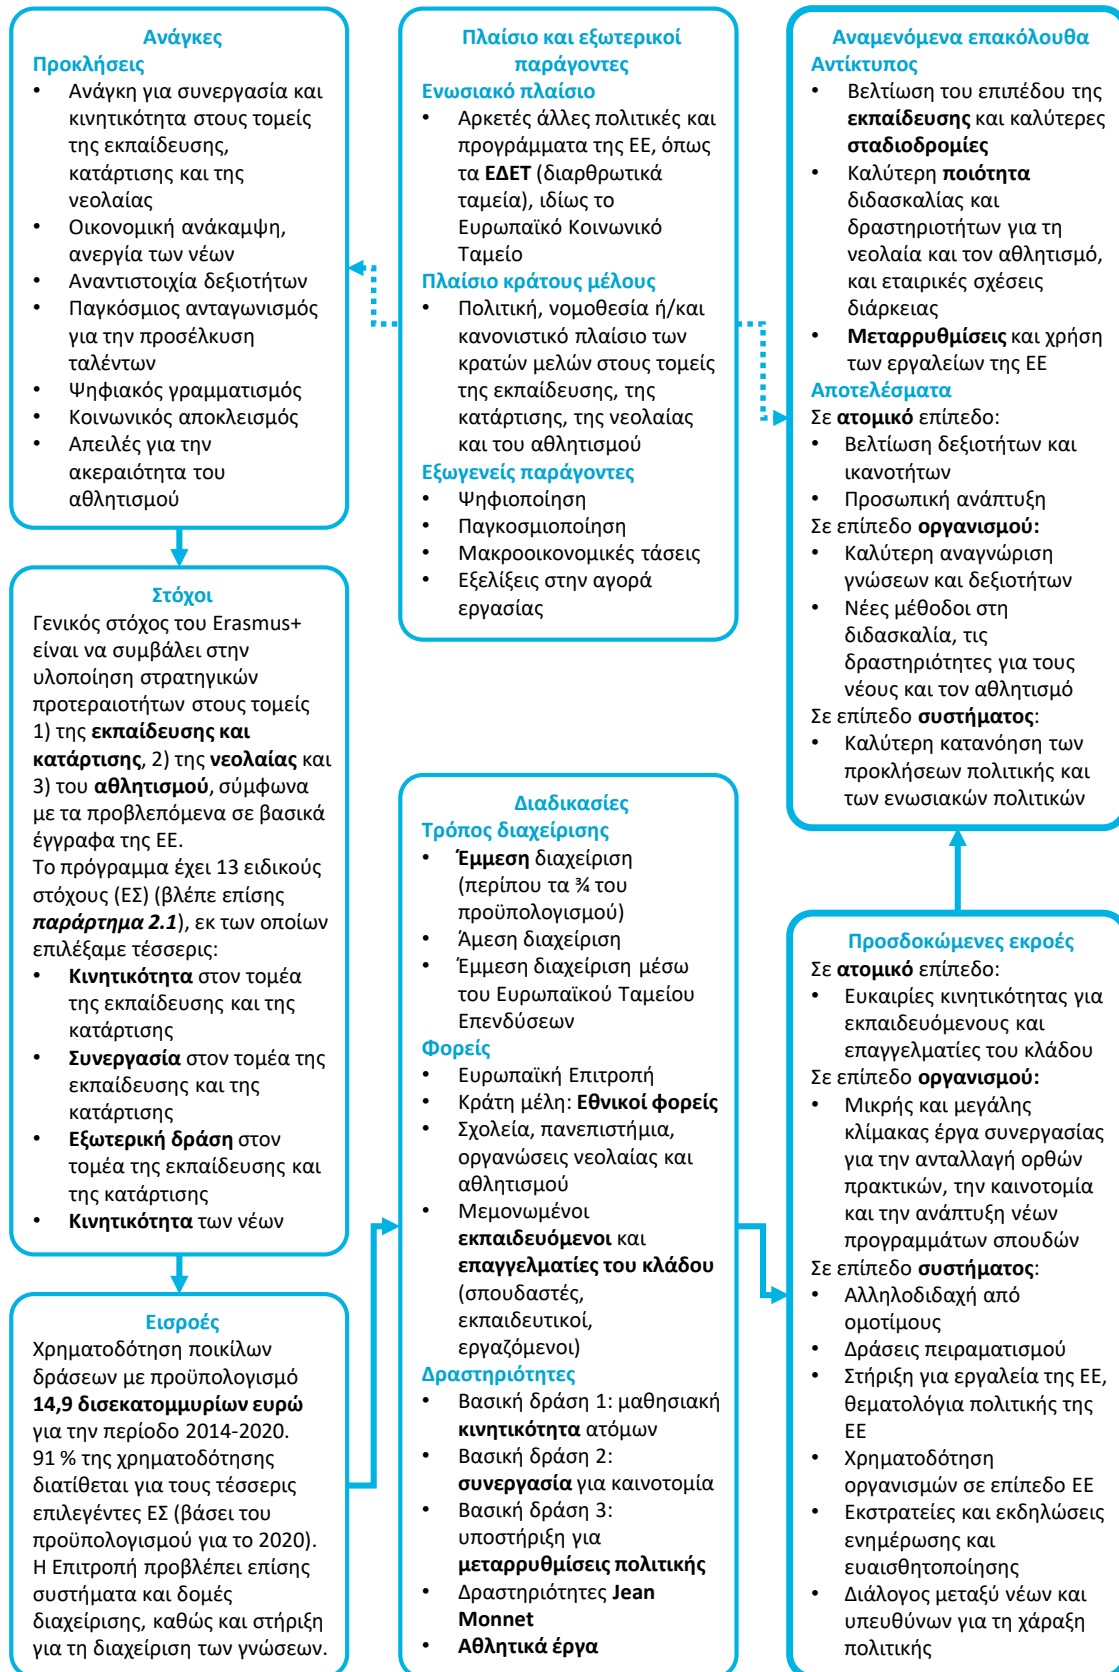 Ανάγκες
Προκλήσεις
• Ανάγκη για συνεργασία και
κινητικότητα στους τομείς
της εκπαίδευσης,
κατάρτισης και της
νεολαίας
• Οικονομική ανάκαμψη,
ανεργία των νέων
• Αναντιστοιχία δεξιοτήτων
• Παγκόσμιος ανταγωνισμός
για την προσέλκυση
ταλέντων
• Ψηφιακός γραμματισμός
• Κοινωνικός αποκλεισμός
• Απειλές για την
ακεραιότητα του
αθλητισμού
Στόχοι
Γενικός στόχος του Erasmus+
είναι να συμβάλει στην
υλοποίηση στρατηγικών
προτεραιοτήτων στους τομείς
1) της εκπαίδευσης και
κατάρτισης, 2) της νεολαίας και
3) του αθλητισμού, σύμφωνα
με τα προβλεπόμενα σε βασικά
έγγραφα της ΕΕ.
Το πρόγραμμα έχει 13 ειδικούς
στόχους (ΕΣ) (βλέπε επίσης
παράρτημα 2.1), εκ των οποίων
επιλέξαμε τέσσερις:
• Κινητικότητα στον τομέα
της εκπαίδευσης και της
κατάρτισης
• Συνεργασία στον τομέα της
εκπαίδευσης και της
κατάρτισης
• Εξωτερική δράση στον
τομέα της εκπαίδευσης και
της κατάρτισης
• Κινητικότητα των νέων
Εισροές
Χρηματοδότηση ποικίλων
δράσεων με προϋπολογισμό
14,9 δισεκατομμυρίων ευρώ
για την περίοδο 2014-2020.
91 % της χρηματοδότησης
διατίθεται για τους τέσσερις
επιλεγέντες ΕΣ (βάσει του
προϋπολογισμού για το 2020).
Η Επιτροπή προβλέπει επίσης
συστήματα και δομές
διαχείρισης, καθώς και στήριξη
για τη διαχείριση των γνώσεων.
Πλαίσιο και εξωτερικοί
παράγοντες
Ενωσιακό πλαίσιο
• Αρκετές άλλες πολιτικές και
προγράμματα της ΕΕ, όπως
τα ΕΔΕΤ (διαρθρωτικά
ταμεία), ιδίως το
Ευρωπαϊκό Κοινωνικό
Ταμείο
Πλαίσιο κράτους μέλους
• Πολιτική, νομοθεσία ή/και
κανονιστικό πλαίσιο των
κρατών μελών στους τομείς
της εκπαίδευσης, της
κατάρτισης, της νεολαίας
και του αθλητισμού
Εξωγενείς παράγοντες
• Ψηφιοποίηση
• Παγκοσμιοποίηση
• Μακροοικονομικές τάσεις
• Εξελίξεις στην αγορά
εργασίας
Διαδικασίες
Τρόπος διαχείρισης
• Έμμεση διαχείριση
(περίπου τα ¾ του
προϋπολογισμού)
• Άμεση διαχείριση
• Έμμεση διαχείριση μέσω
του Ευρωπαϊκού Ταμείου
Επενδύσεων
Φορείς
• Ευρωπαϊκή Επιτροπή
• Κράτη μέλη: Εθνικοί φορείς
• Σχολεία, πανεπιστήμια,
οργανώσεις νεολαίας και
αθλητισμού
• Μεμονωμένοι
εκπαιδευόμενοι και
επαγγελματίες του κλάδου
(σπουδαστές,
εκπαιδευτικοί,
εργαζόμενοι)
Δραστηριότητες
• Βασική δράση 1: μαθησιακή
κινητικότητα ατόμων
• Βασική δράση 2:
συνεργασία για καινοτομία
• Βασική δράση 3:
υποστήριξη για
μεταρρυθμίσεις πολιτικής
• Δραστηριότητες Jean
Monnet
• Αθλητικά έργα
Αναμενόμενα επακόλουθα
Αντίκτυπος
• Βελτίωση του επιπέδου της
εκπαίδευσης και καλύτερες
σταδιοδρομίες
• Καλύτερη ποιότητα
διδασκαλίας και
δραστηριοτήτων για τη
νεολαία και τον αθλητισμό,
και εταιρικές σχέσεις
διάρκειας
• Μεταρρυθμίσεις και χρήση
των εργαλείων της ΕΕ
Αποτελέσματα
Σε ατομικό επίπεδο:
• Βελτίωση δεξιοτήτων και
ικανοτήτων
• Προσωπική ανάπτυξη
Σε επίπεδο οργανισμού:
• Καλύτερη αναγνώριση
γνώσεων και δεξιοτήτων
• Νέες μέθοδοι στη
διδασκαλία, τις
δραστηριότητες για τους
νέους και τον αθλητισμό
Σε επίπεδο συστήματος:
• Καλύτερη κατανόηση των
προκλήσεων πολιτικής και
των ενωσιακών πολιτικών
Προσδοκώμενες εκροές
Σε ατομικό επίπεδο:
• Ευκαιρίες κινητικότητας για
εκπαιδευόμενους και
επαγγελματίες του κλάδου
Σε επίπεδο οργανισμού:
• Μικρής και μεγάλης
κλίμακας έργα συνεργασίας
για την ανταλλαγή ορθών
πρακτικών, την καινοτομία
και την ανάπτυξη νέων
προγραμμάτων σπουδών
Σε επίπεδο συστήματος:
• Αλληλοδιδαχή από
ομοτίμους
• Δράσεις πειραματισμού
• Στήριξη για εργαλεία της ΕΕ,
θεματολόγια πολιτικής της
ΕΕ
• Χρηματοδότηση
οργανισμών σε επίπεδο ΕΕ
• Εκστρατείες και εκδηλώσεις
ενημέρωσης και
ευαισθητοποίησης
• Διάλογος μεταξύ νέων και
υπευθύνων για τη χάραξη
πολιτικής